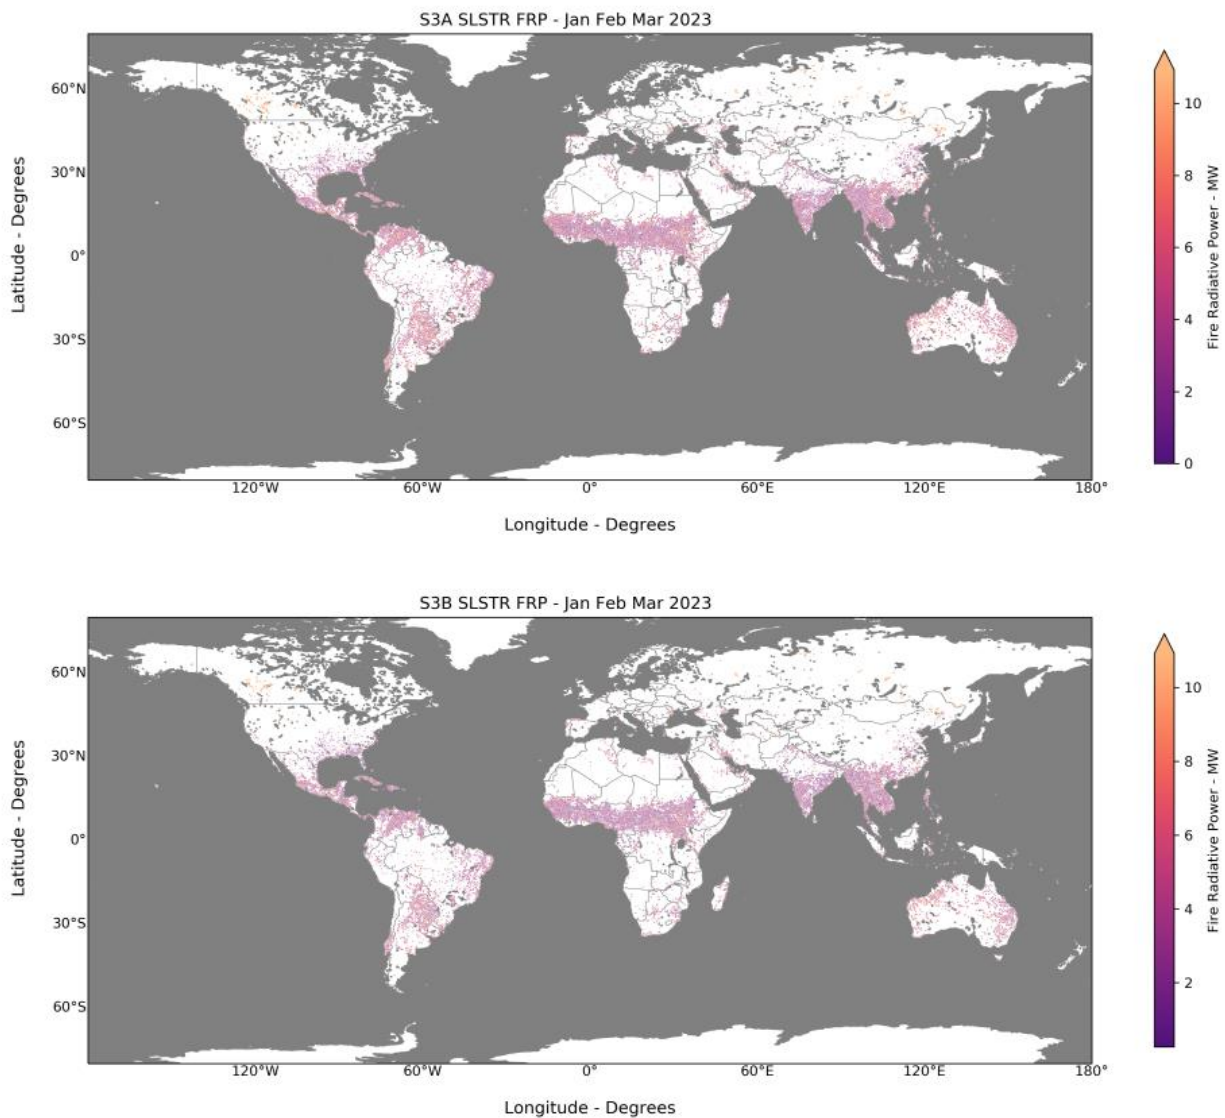 S3A SLSTR FRP - Jan Feb Mar 2023
60°N
30°N
0°
30°S
60°S
Latitude - Degrees
120°W 60°W 0° 60°E 120°E 180°
Longitude - Degrees
10
8
6
4
2
0
Fire Radiative Power - MW
S3B SLSTR FRP - Jan Feb Mar 2023
60°N
30°N
0°
30°S
60°S
Latitude - Degrees
120°W 60°W 0° 60°E 120°E 180°
Longitude - Degrees
10
8
6
4
2
Fire Radiative Power - MW